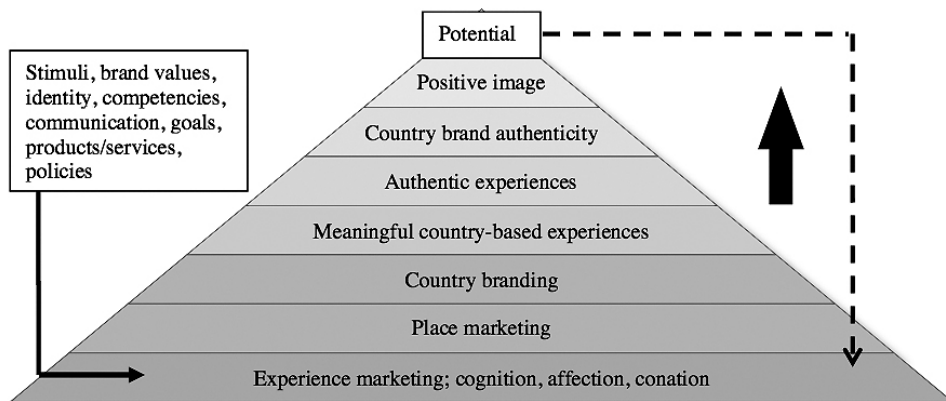 Potential
Stimuli, brand values,
identity, competencies,
communication, goals,
products/services,
policies
Positive image
Country brand authenticity
Authentic experiences
Meaningful country-based experiences
Country branding
Place marketing
Experience marketing; cognition, affection, conation